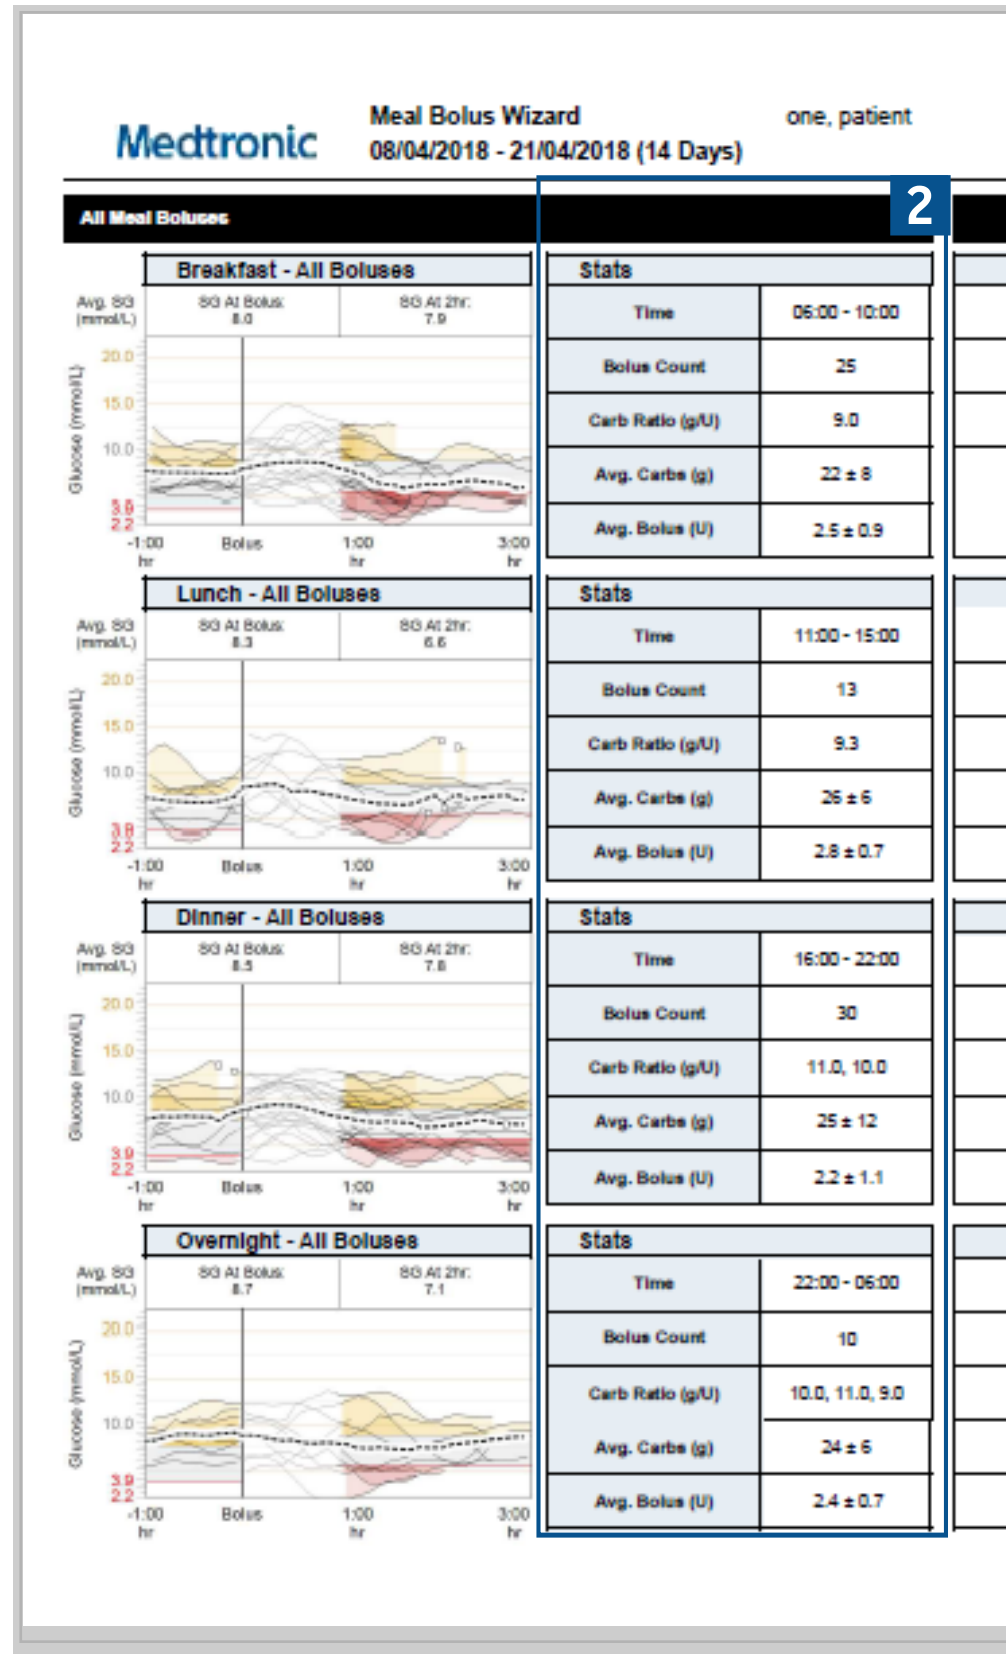 Medtronic
Meal Bolus Wizard
08/04/2018 - 21/04/2018 (14 Days)
one, patient
All Meal Boluses
2
Breakfast - All Boluses
Avg. SG
(mmol/L)
SG At Bolus:
8.0
SG At 2hr:
7.9
Glucose (mmol/L)
20.0
15.0
10.0
3.9
2.2
-1:00
hr
Bolus
1:00
hr
3:00
hr
Stats
Time 06:00 - 10:00
Bolus Count 25
Carb Ratio (g/U) 9.0
Avg. Carbs (g) 22 ± 8
Avg. Bolus (U) 2.5 ± 0.9
Lunch - All Boluses
Avg. SG
(mmol/L)
SG At Bolus:
8.3
SG At 2hr:
6.6
Glucose (mmol/L)
20.0
15.0
10.0
3.9
2.2
-1:00
hr
Bolus
1:00
hr
3:00
hr
Stats
Time 11:00 - 15:00
Bolus Count 13
Carb Ratio (g/U) 9.3
Avg. Carbs (g) 26 ± 6
Avg. Bolus (U) 2.8 ± 0.7
Dinner - All Boluses
Avg. SG
(mmol/L)
SG At Bolus:
8.5
SG At 2hr:
7.8
Glucose (mmol/L)
20.0
15.0
10.0
3.9
2.2
-1:00
hr
Bolus
1:00
hr
3:00
hr
Stats
Time 16:00 - 22:00
Bolus Count 30
Carb Ratio (g/U) 11.0, 10.0
Avg. Carbs (g) 25 ± 12
Avg. Bolus (U) 2.2 ± 1.1
Overnight - All Boluses
Avg. SG
(mmol/L)
SG At Bolus:
8.7
SG At 2hr:
7.1
Glucose (mmol/L)
20.0
15.0
10.0
3.9
2.2
-1:00
hr
Bolus
1:00
hr
3:00
hr
Stats
Time 22:00 - 06:00
Bolus Count 10
Carb Ratio (g/U) 10.0, 11.0, 9.0
Avg. Carbs (g) 24 ± 6
Avg. Bolus (U) 2.4 ± 0.7